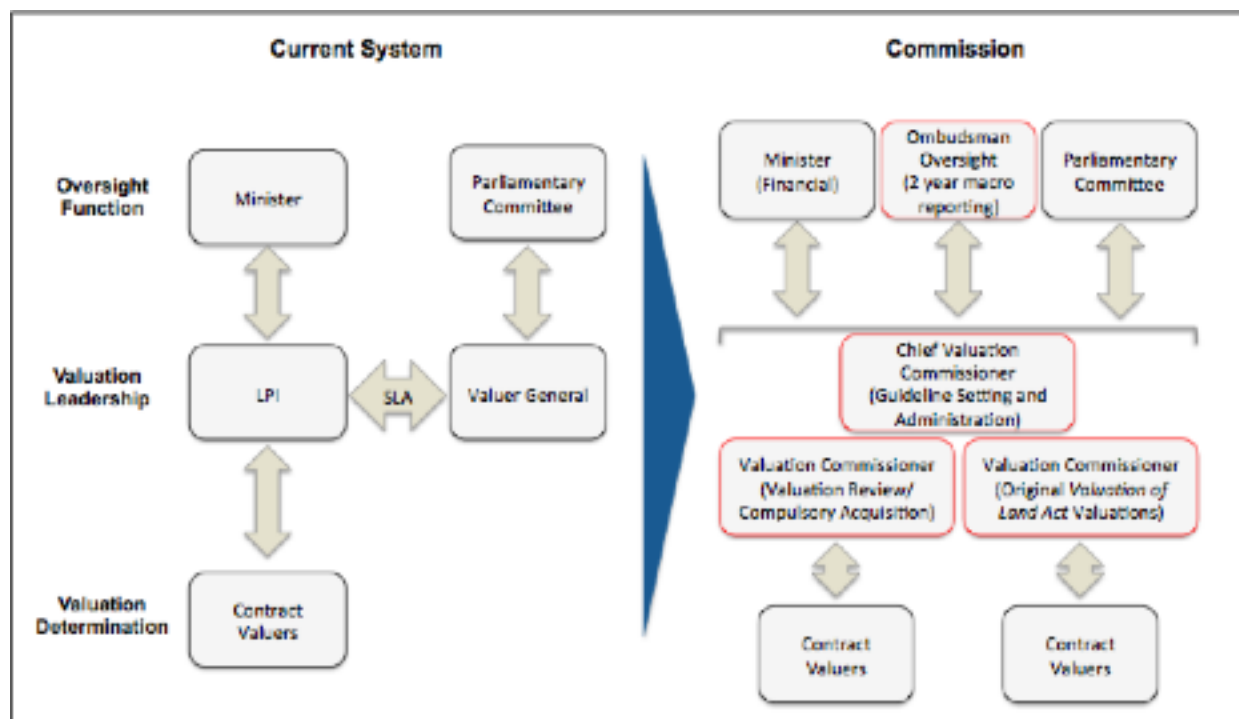 Current System
Commission
Oversight
Function
Minister
Parliamentary
Committee
Minister
(Financial)
Ombudsman
Oversight
(2 year macro
reporting)
Parliamentary
Committee
Valuation
Leadership
LPI
SLA
Valuer General
Chief Valuation
Commissioner
(Guideline Setting and
Administration)
Valuation Commissioner
(Valuation Review/
Compulsory Acquisition)
Valuation Commissioner
(Original Valuation of
Land Act Valuations)
Valuation
Determination
Contract
Valuers
Contract
Valuers
Contract
Valuers